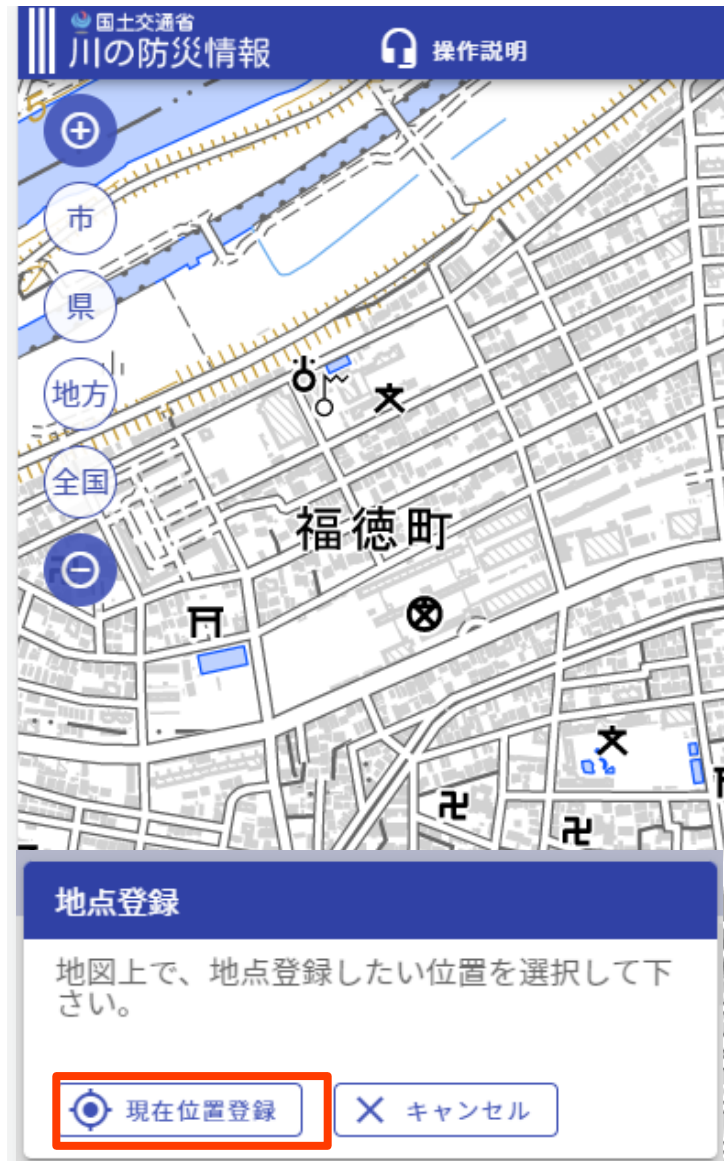 国土交通省
川の防災情報
操作説明
市
県
地方
全国
福徳町
地点登録
地図上で、地点登録したい位置を選択して下
さい。
現在位置登録
キャンセル